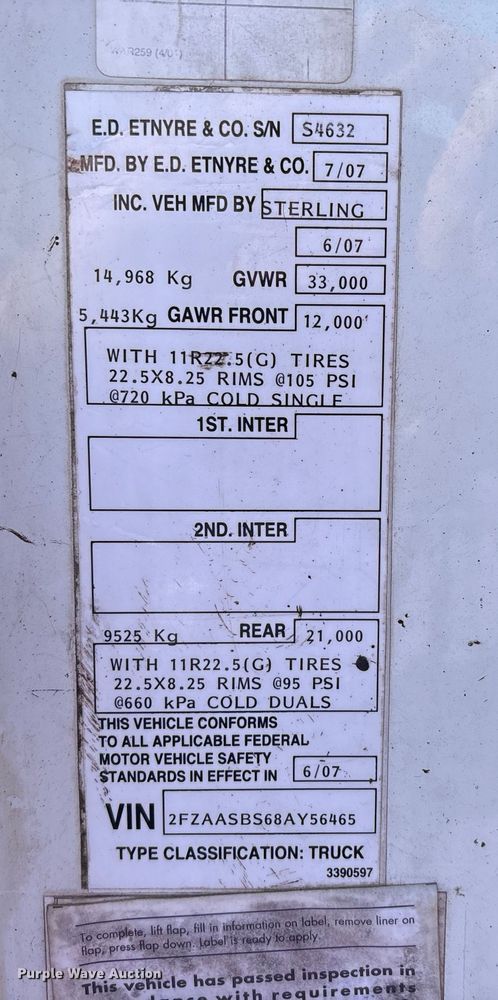 R259 (4/01)
E.D. ETNYRE & CO. S/N S4632
MFD. BY E.D. ETNYRE & CO. 7/07
INC. VEH MFD BY STERLING
6/07
14,968 Kg GVWR 33,000
5,443Kg GAWR FRONT 12,000
WITH 11R22.5(G) TIRES
22.5X8.25 RIMS @105 PSI
@720 kPa COLD SINGLE
1ST. INTER
2ND. INTER
9525 Kg REAR 21,000
WITH 11R22.5(G) TIRES
22.5X8.25 RIMS @95 PSI
@660 kPa COLD DUALS
THIS VEHICLE CONFORMS
TO ALL APPLICABLE FEDERAL
MOTOR VEHICLE SAFETY
STANDARDS IN EFFECT IN 6/07
VIN 2FZAASBS68AY56465
TYPE CLASSIFICATION: TRUCK
3390597
To complete, lift flap, fill in information on label, remove liner on
flap, press flap down. Label is ready to apply.
This vehicle has passed inspection in
with requirements
Purple Wave Auction